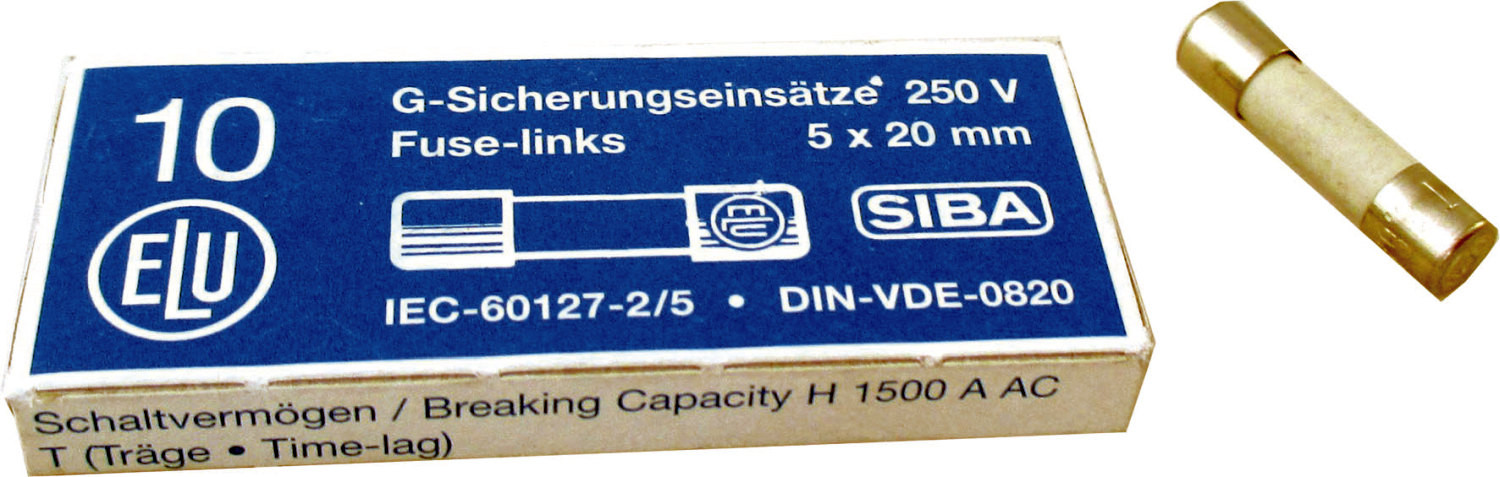 10
G-Sicherungseinsätze 250 V
Fuse-links 5 x 20 mm
ELU
ELU
SIBA
IEC-60127-2/5 • DIN-VDE-0820
Schaltvermögen / Breaking Capacity H 1500 A AC
T (Träge • Time-lag)